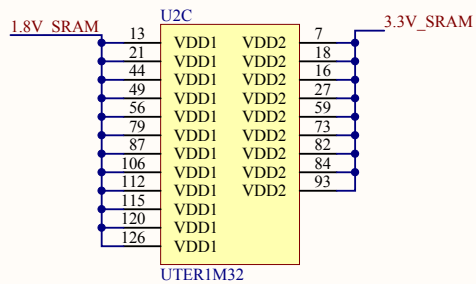 U2C
1.8V_SRAM
3.3V_SRAM
13 VDD1 VDD2 7
21 VDD1 VDD2 18
44 VDD1 VDD2 16
49 VDD1 VDD2 27
56 VDD1 VDD2 59
79 VDD1 VDD2 73
87 VDD1 VDD2 82
106 VDD1 VDD2 84
112 VDD1 VDD2 93
115 VDD1
120 VDD1
126 VDD1
UTER1M32